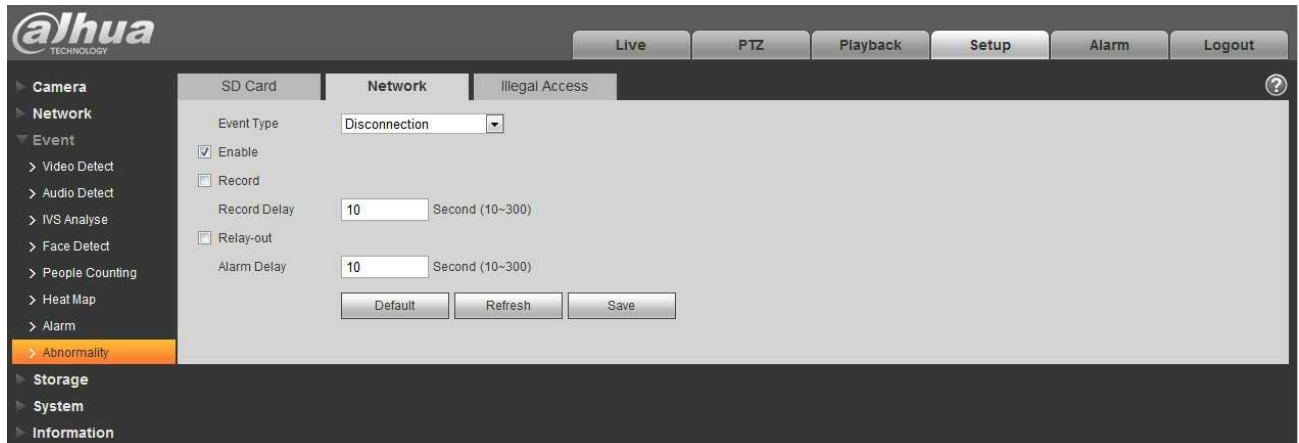 alhua
TECHNOLOGY
Live PTZ Playback Setup Alarm Logout
Camera
Network
Event
> Video Detect
> Audio Detect
> IVS Analyse
> Face Detect
> People Counting
> Heat Map
> Alarm
> Abnormality
Storage
System
Information
SD Card Network Illegal Access
?
Event Type Disconnection
Enable
Record
Record Delay 10 Second (10~300)
Relay-out
Alarm Delay 10 Second (10~300)
Default Refresh Save